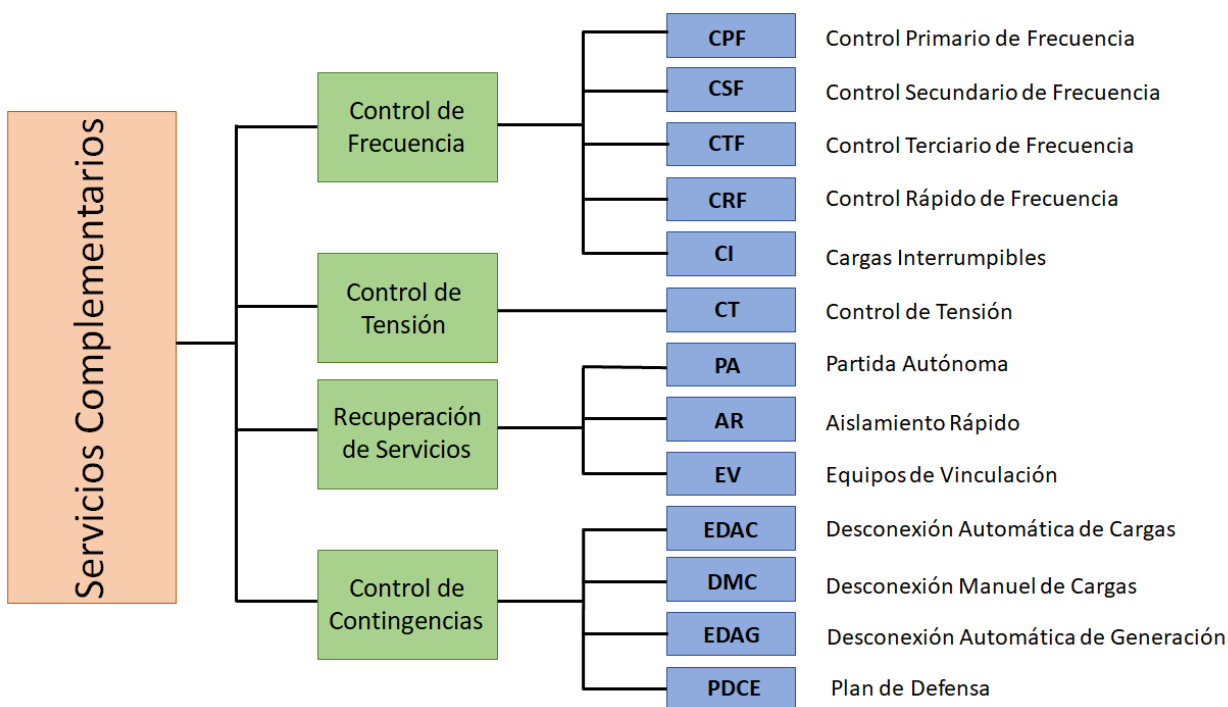 Servicios Complementarios
Control de
Frecuencia
CPF Control Primario de Frecuencia
CSF Control Secundario de Frecuencia
CTF Control Terciario de Frecuencia
CRF Control Rápido de Frecuencia
CI Cargas Interrumpibles
Control de
Tensión
CT Control de Tensión
Recuperación
de Servicios
PA Partida Autónoma
AR Aislamiento Rápido
EV Equipos de Vinculación
Control de
Contingencias
EDAC Desconexión Automática de Cargas
DMC Desconexión Manuel de Cargas
EDAG Desconexión Automática de Generación
PDCE Plan de Defensa